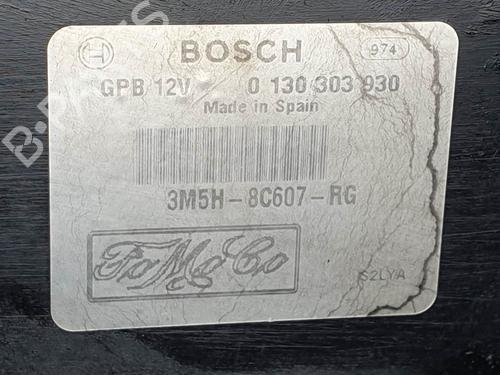 BOSCH
974
GPB 12V 0 130 303 930
Made in Spain
3M5H-8C607-RG
FoMoCo
S2LYA